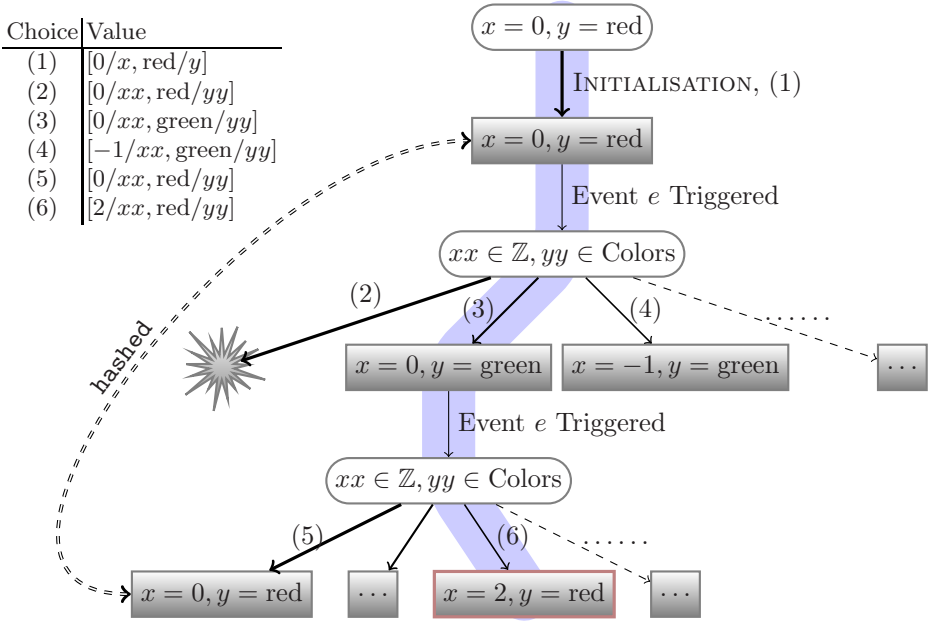 Choice Value
(1) [0/x, red/y]
(2) [0/xx, red/yy]
(3) [0/xx, green/yy]
(4) [−1/xx, green/yy]
(5) [0/xx, red/yy]
(6) [2/xx, red/yy]
x = 0, y = red
INITIALISATION, (1)
x = 0, y = red
Event e Triggered
xx ∈ ℤ, yy ∈ Colors
(2)
(3)
(4)
......
hashed
x = 0, y = green
x = −1, y = green
...
Event e Triggered
xx ∈ ℤ, yy ∈ Colors
(5)
(6)
......
x = 0, y = red
...
x = 2, y = red
...